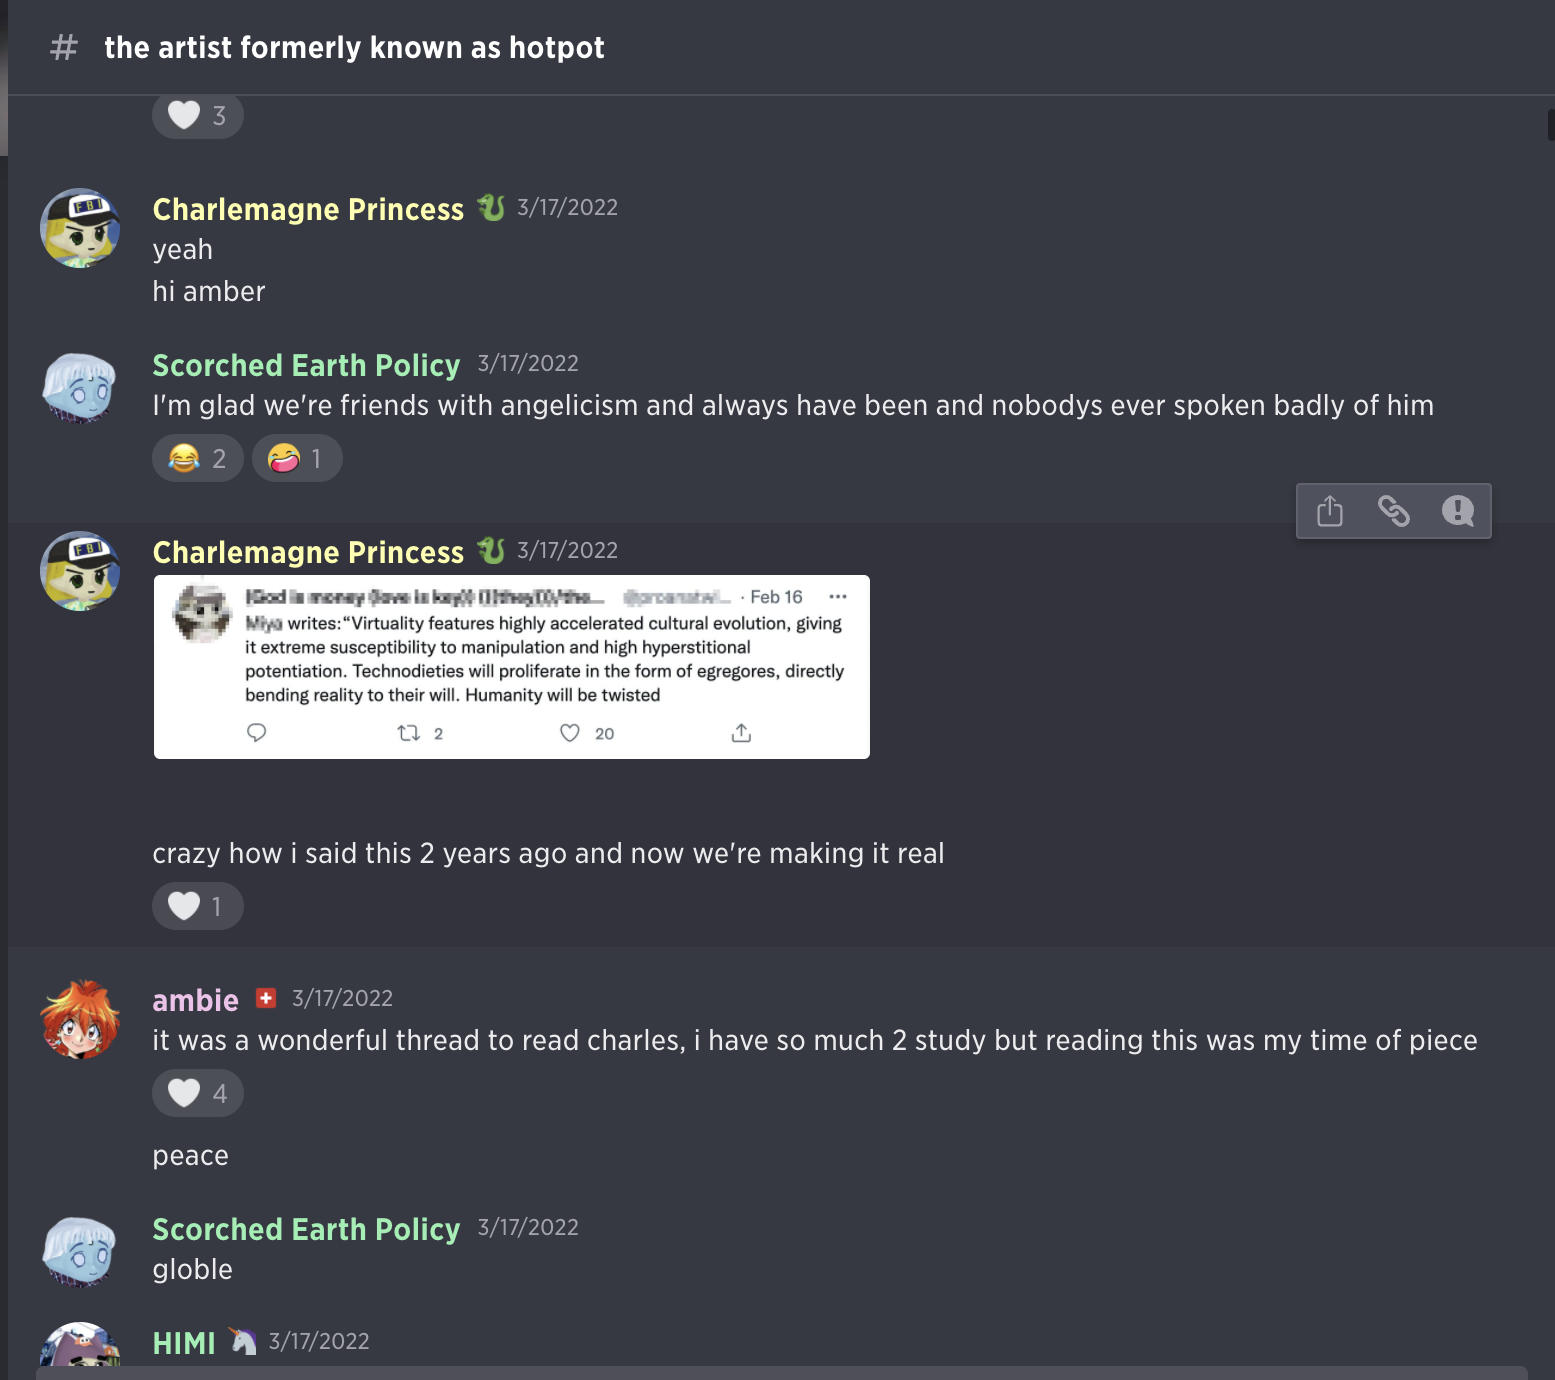 # the artist formerly known as hotpot
3
Charlemagne Princess 3/17/2022
yeah
hi amber
Scorched Earth Policy 3/17/2022
I'm glad we're friends with angelicism and always have been and nobodys ever spoken badly of him
2 1
Charlemagne Princess 3/17/2022
FBI
· Feb 16 ···
Miya writes:“Virtuality features highly accelerated cultural evolution, giving
it extreme susceptibility to manipulation and high hyperstitional
potentiation. Technodieties will proliferate in the form of egregores, directly
bending reality to their will. Humanity will be twisted
2 20
crazy how i said this 2 years ago and now we're making it real
1
ambie 3/17/2022
it was a wonderful thread to read charles, i have so much 2 study but reading this was my time of piece
4
peace
Scorched Earth Policy 3/17/2022
globle
HIMI 3/17/2022